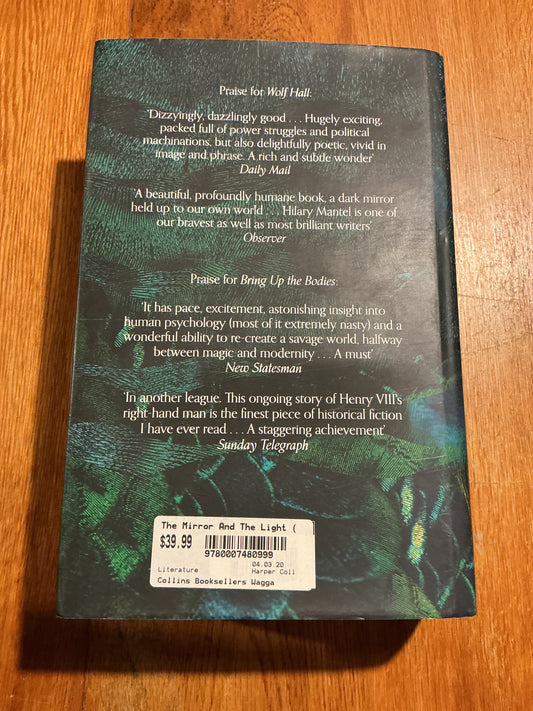 Praise for Wolf Hall:
'Dizzyingly, dazzlingly good . . . Hugely exciting,
packed full of power struggles and political
machinations, but also delightfully poetic, vivid in
image and phrase. A rich and subtle wonder'
Daily Mail
'A beautiful, profoundly humane book, a dark mirror
held up to our own world . . . Hilary Mantel is one of
our bravest as well as most brilliant writers'
Observer
Praise for Bring Up the Bodies:
'It has pace, excitement, astonishing insight into
human psychology (most of it extremely nasty) and a
wonderful ability to re-create a savage world, halfway
between magic and modernity . . . A must'
New Statesman
'In another league. This ongoing story of Henry VIII's
right-hand man is the finest piece of historical fiction
I have ever read . . . A staggering achievement'
Sunday Telegraph
The Mirror And The Light (
$39.99
9780007480999
04.03.20
Literature Harper Coll
Collins Booksellers Wagga